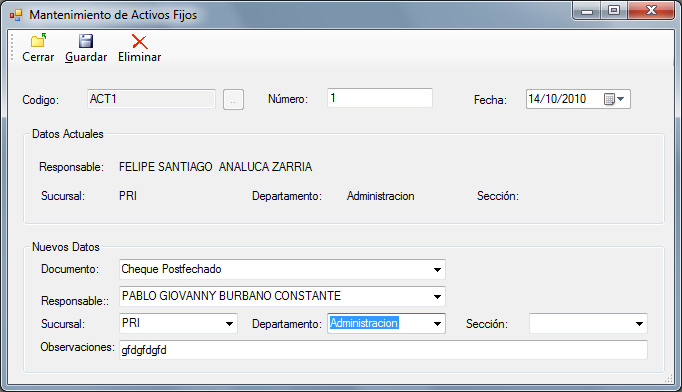 Mantenimiento de Activos Fijos
Cerrar Guardar Eliminar
Codigo: ACT1 .. Número: 1 Fecha: 14/10/2010
Datos Actuales
Responsable: FELIPE SANTIAGO ANALUCA ZARRIA
Sucursal: PRI Departamento: Administracion Sección:
Nuevos Datos
Documento: Cheque Postfechado
Responsable:: PABLO GIOVANNY BURBANO CONSTANTE
Sucursal: PRI Departamento: Administracion Sección:
Observaciones: gfdgfdgfd